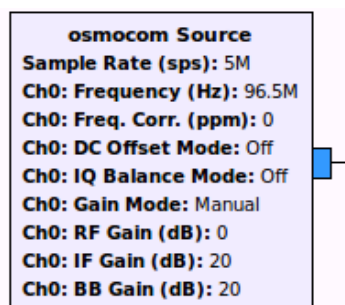 osmocom Source
Sample Rate (sps): 5M
Ch0: Frequency (Hz): 96.5M
Ch0: Freq. Corr. (ppm): 0
Ch0: DC Offset Mode: Off
Ch0: IQ Balance Mode: Off
Ch0: Gain Mode: Manual
Ch0: RF Gain (dB): 0
Ch0: IF Gain (dB): 20
Ch0: BB Gain (dB): 20